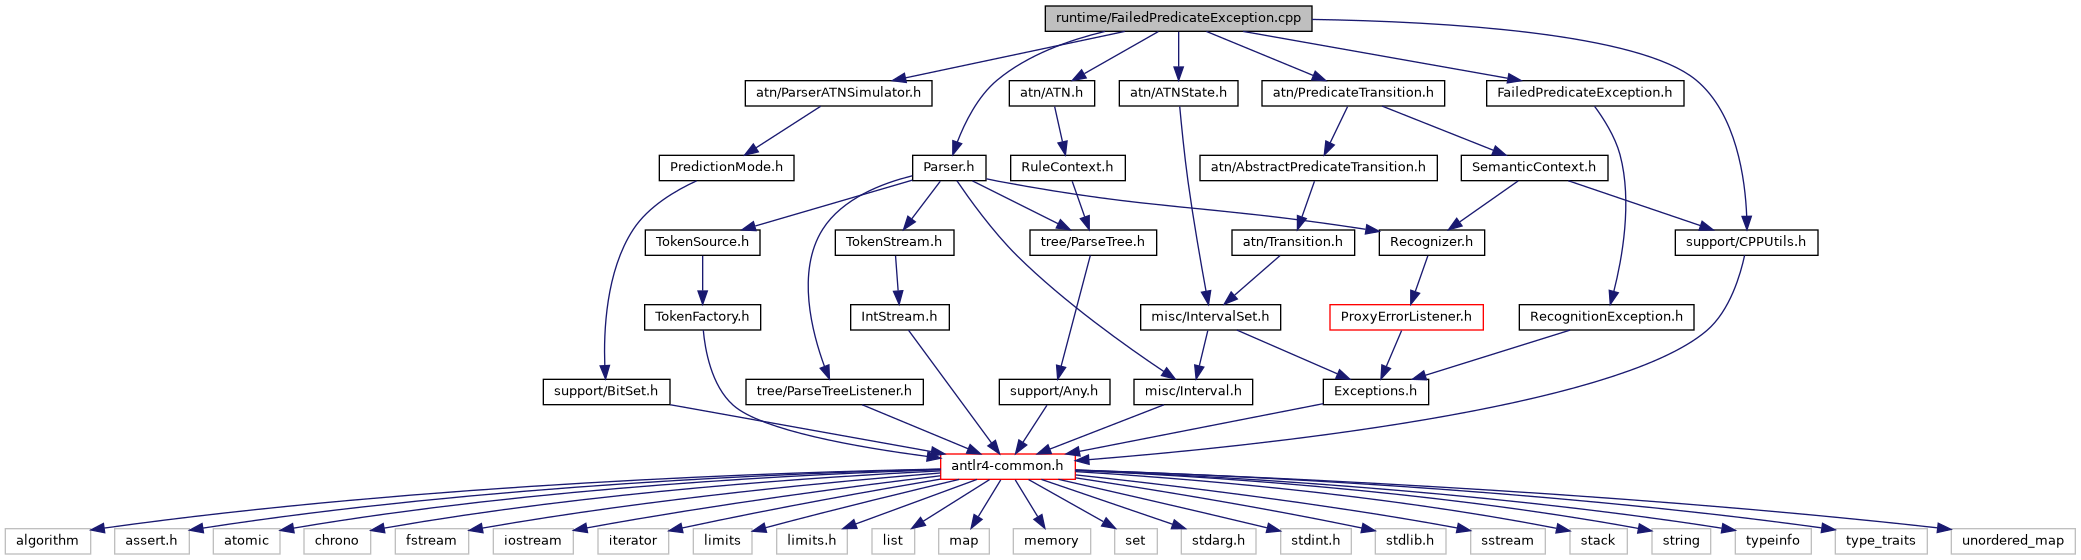 runtime/FailedPredicateException.cpp
atn/ParserATNSimulator.h
atn/ATN.h
atn/ATNState.h
atn/PredicateTransition.h
FailedPredicateException.h
PredictionMode.h
Parser.h
RuleContext.h
atn/AbstractPredicateTransition.h
SemanticContext.h
TokenSource.h
TokenStream.h
tree/ParseTree.h
atn/Transition.h
Recognizer.h
support/CPPUtils.h
TokenFactory.h
IntStream.h
misc/IntervalSet.h
ProxyErrorListener.h
RecognitionException.h
support/BitSet.h
tree/ParseTreeListener.h
support/Any.h
misc/Interval.h
Exceptions.h
antlr4-common.h
algorithm
assert.h
atomic
chrono
fstream
iostream
iterator
limits
limits.h
list
map
memory
set
stdarg.h
stdint.h
stdlib.h
sstream
stack
string
typeinfo
type_traits
unordered_map